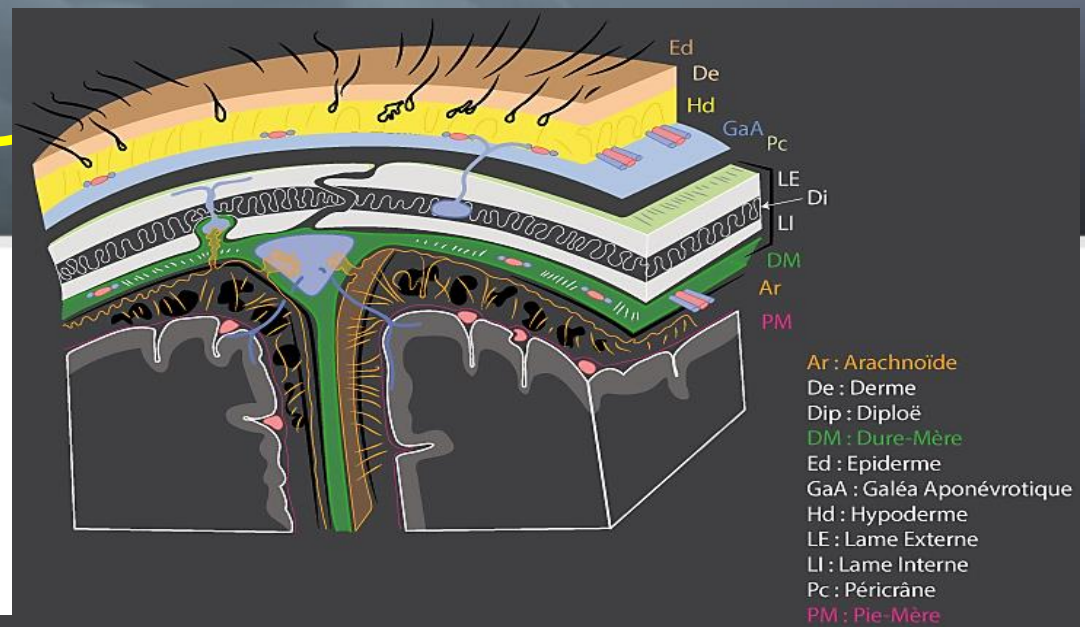 Ed
De
Hd
GaA
Pc
LE
Di
LI
DM
Ar
PM
Ar : Arachnoïde
De : Derme
Dip : Diploë
DM : Dure-Mère
Ed : Epiderme
GaA : Galéa Aponévrotique
Hd : Hypoderme
LE : Lame Externe
LI : Lame Interne
Pc : Péricrâne
PM : Pie-Mère